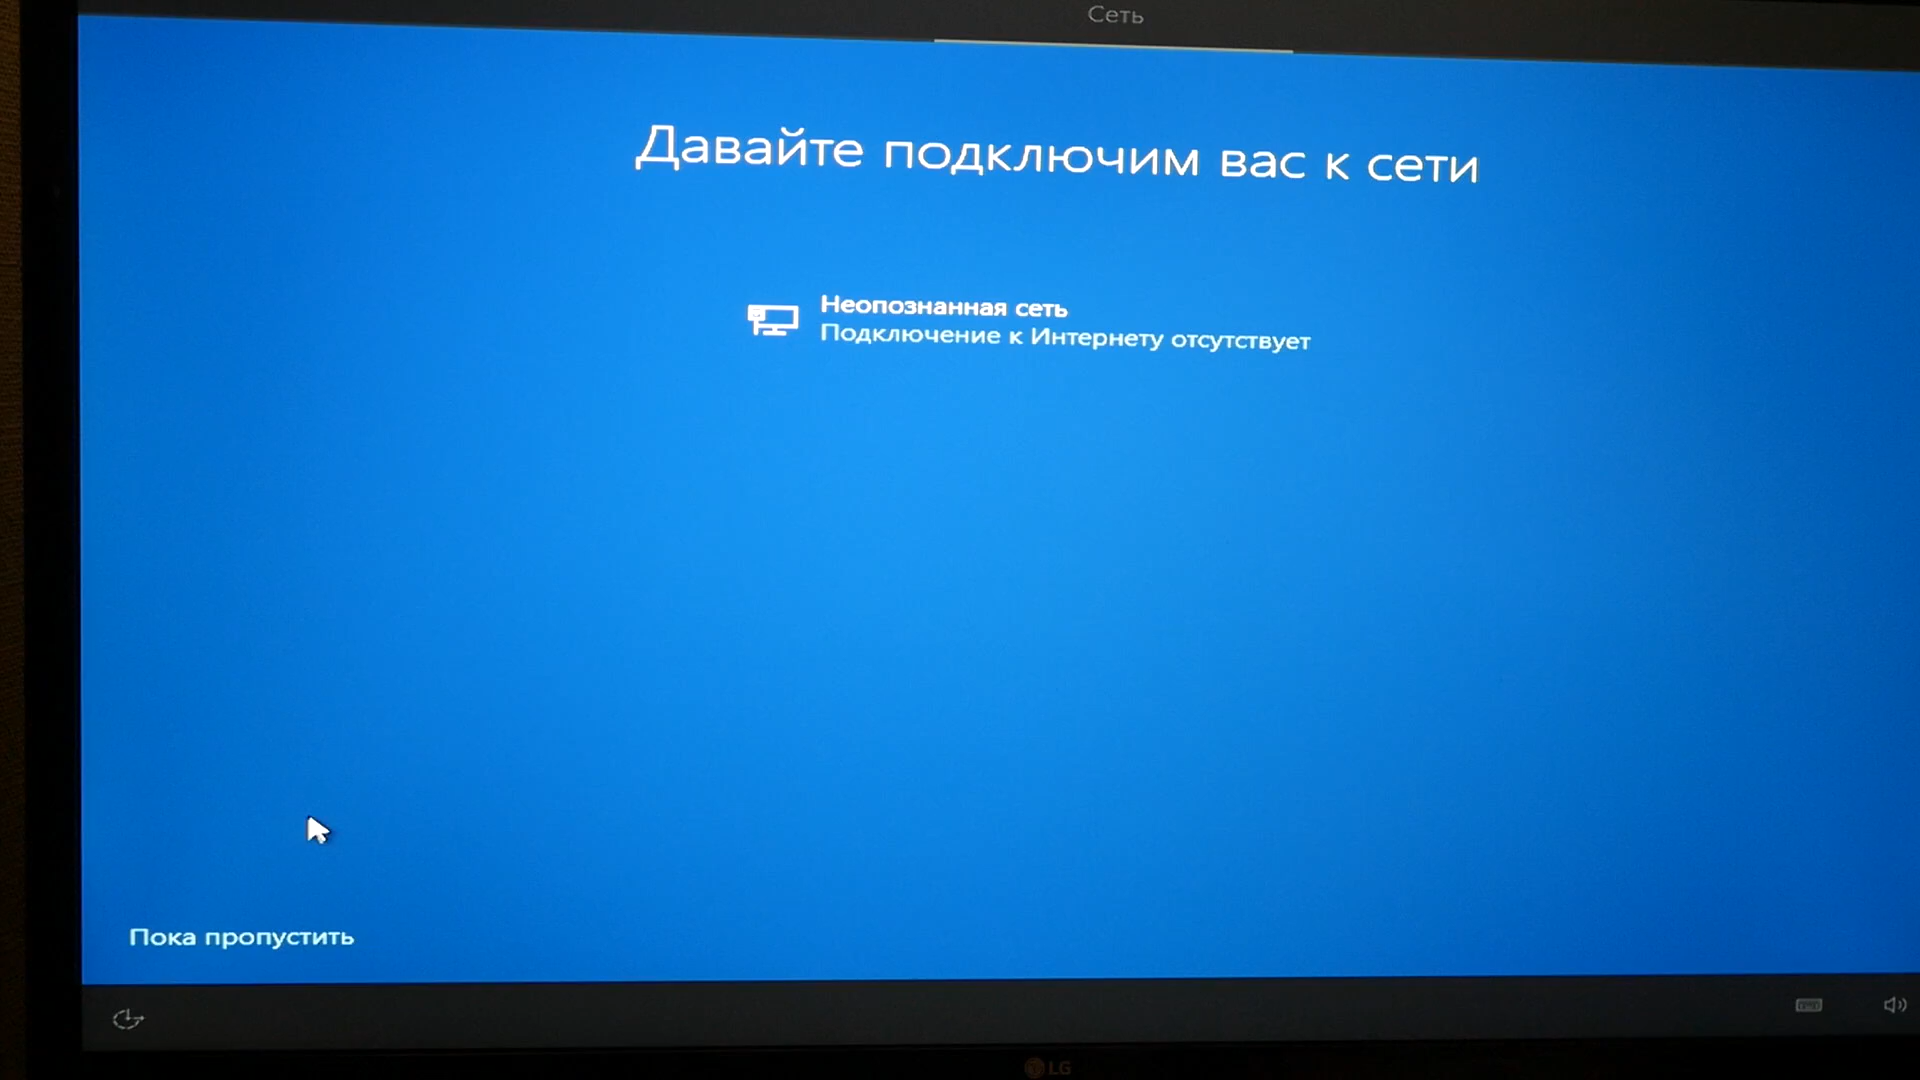 Сеть
Давайте подключим вас к сети
Неопознанная сеть
Подключение к Интернету отсутствует
Пока пропустить
LG